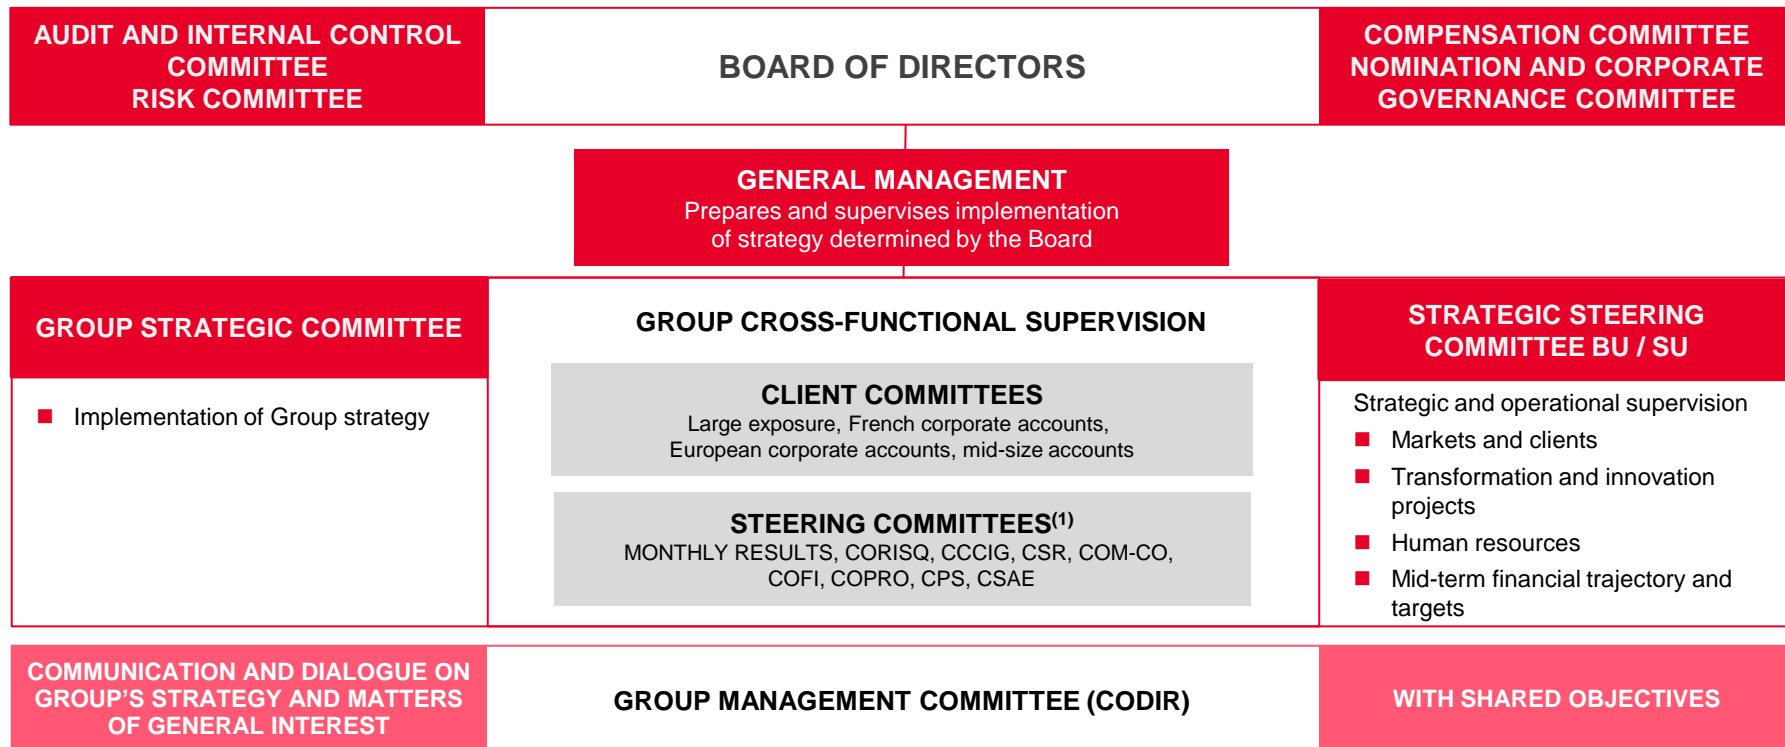 AUDIT AND INTERNAL CONTROL
COMMITTEE
RISK COMMITTEE
BOARD OF DIRECTORS
COMPENSATION COMMITTEE
NOMINATION AND CORPORATE
GOVERNANCE COMMITTEE
GENERAL MANAGEMENT
Prepares and supervises implementation
of strategy determined by the Board
GROUP STRATEGIC COMMITTEE
■ Implementation of Group strategy
GROUP CROSS-FUNCTIONAL SUPERVISION
CLIENT COMMITTEES
Large exposure, French corporate accounts,
European corporate accounts, mid-size accounts
STEERING COMMITTEES(1)
MONTHLY RESULTS, CORISQ, CCCIG, CSR, COM-CO,
COFI, COPRO, CPS, CSAE
STRATEGIC STEERING
COMMITTEE BU / SU
Strategic and operational supervision
■ Markets and clients
■ Transformation and innovation
projects
■ Human resources
■ Mid-term financial trajectory and
targets
COMMUNICATION AND DIALOGUE ON
GROUP’S STRATEGY AND MATTERS
OF GENERAL INTEREST
GROUP MANAGEMENT COMMITTEE (CODIR)
WITH SHARED OBJECTIVES